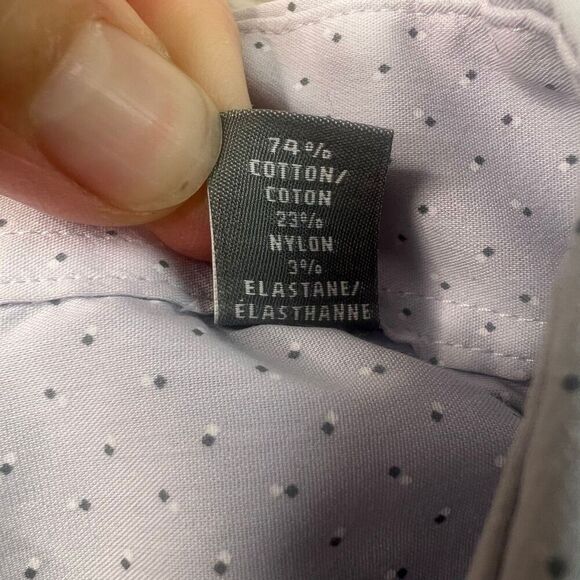 74%
COTTON/
COTON
23%
NYLON
3%
ELASTANE/
ÉLASTHANNE